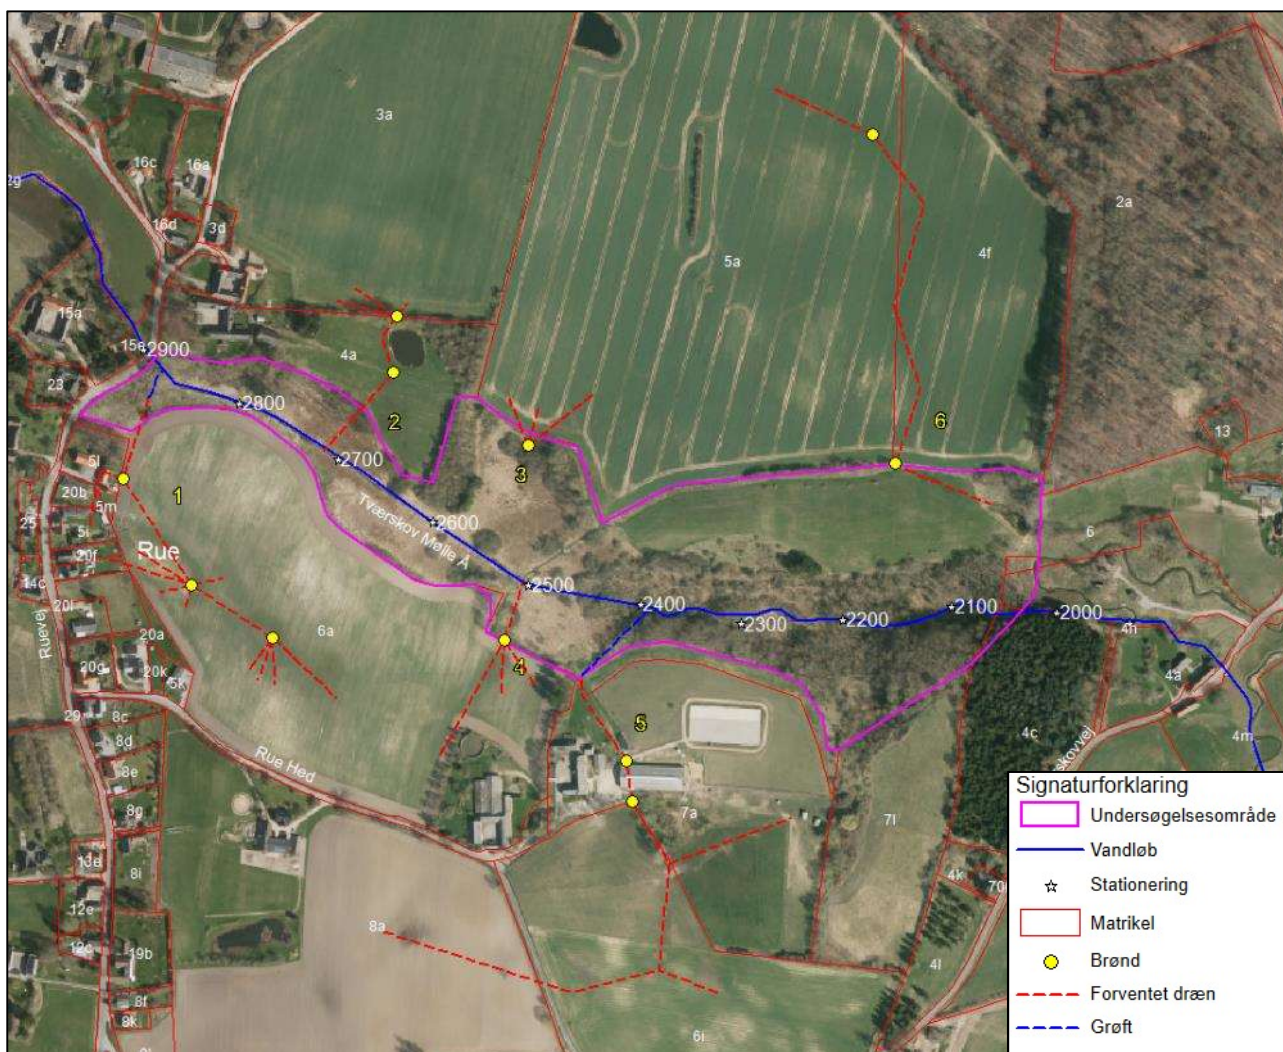 3a
16c
16a
2g
2a
16d
3d
5a
4f
15a
15e
2900
4a
23
2800
2
6
13
3
2700
5l
1
20b
5m
2600
25
5i
Tværskov Mølle Å
6
Rue
20f
14c
2500
20l
2400
2100
2000
2300
2200
4n
6a
20a
4
Ruevej
20g
20k
5k
4a
29
8c
5
4c
4m
8d
Rue Hed
skovvej
8e
8g
7a
7l
13e
8i
4k
70
12e
8a
12c
19b
4l
8f
8k
6i
Signaturforklaring
Undersøgelsesområde
Vandløb
Stationering
Matrikel
Brønd
Forventet dræn
Grøft